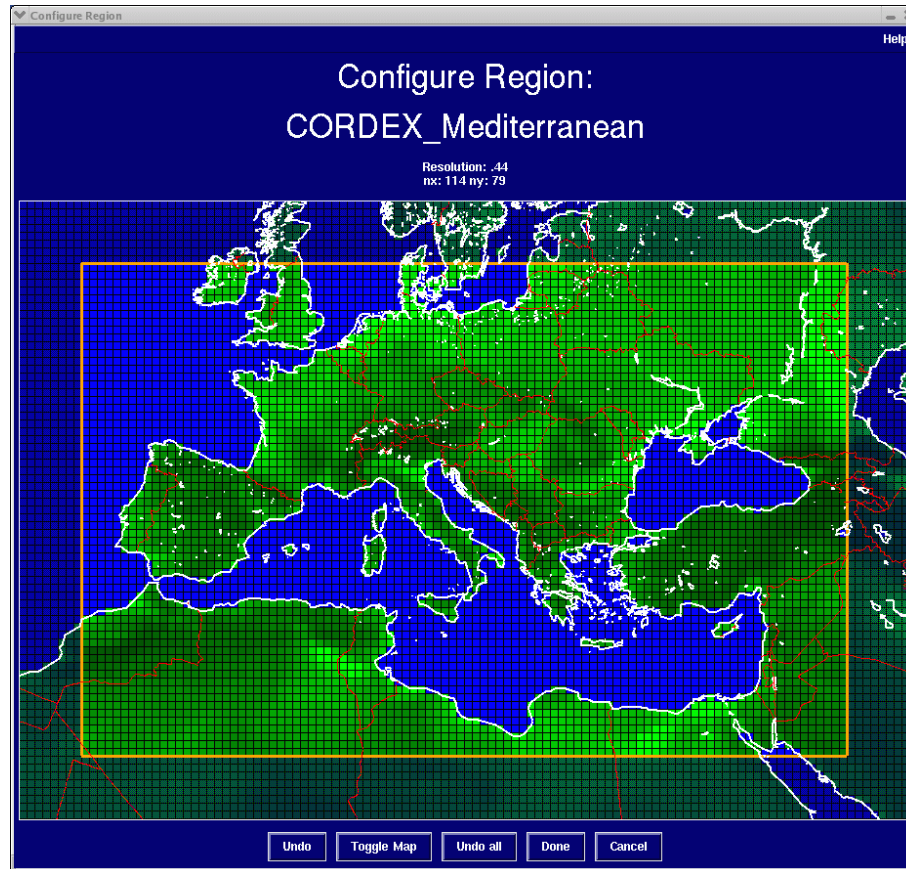 Configure Region
Help
Configure Region:
CORDEX_Mediterranean
Resolution: .44
nx: 114 ny: 79
Undo
Toggle Map
Undo all
Done
Cancel